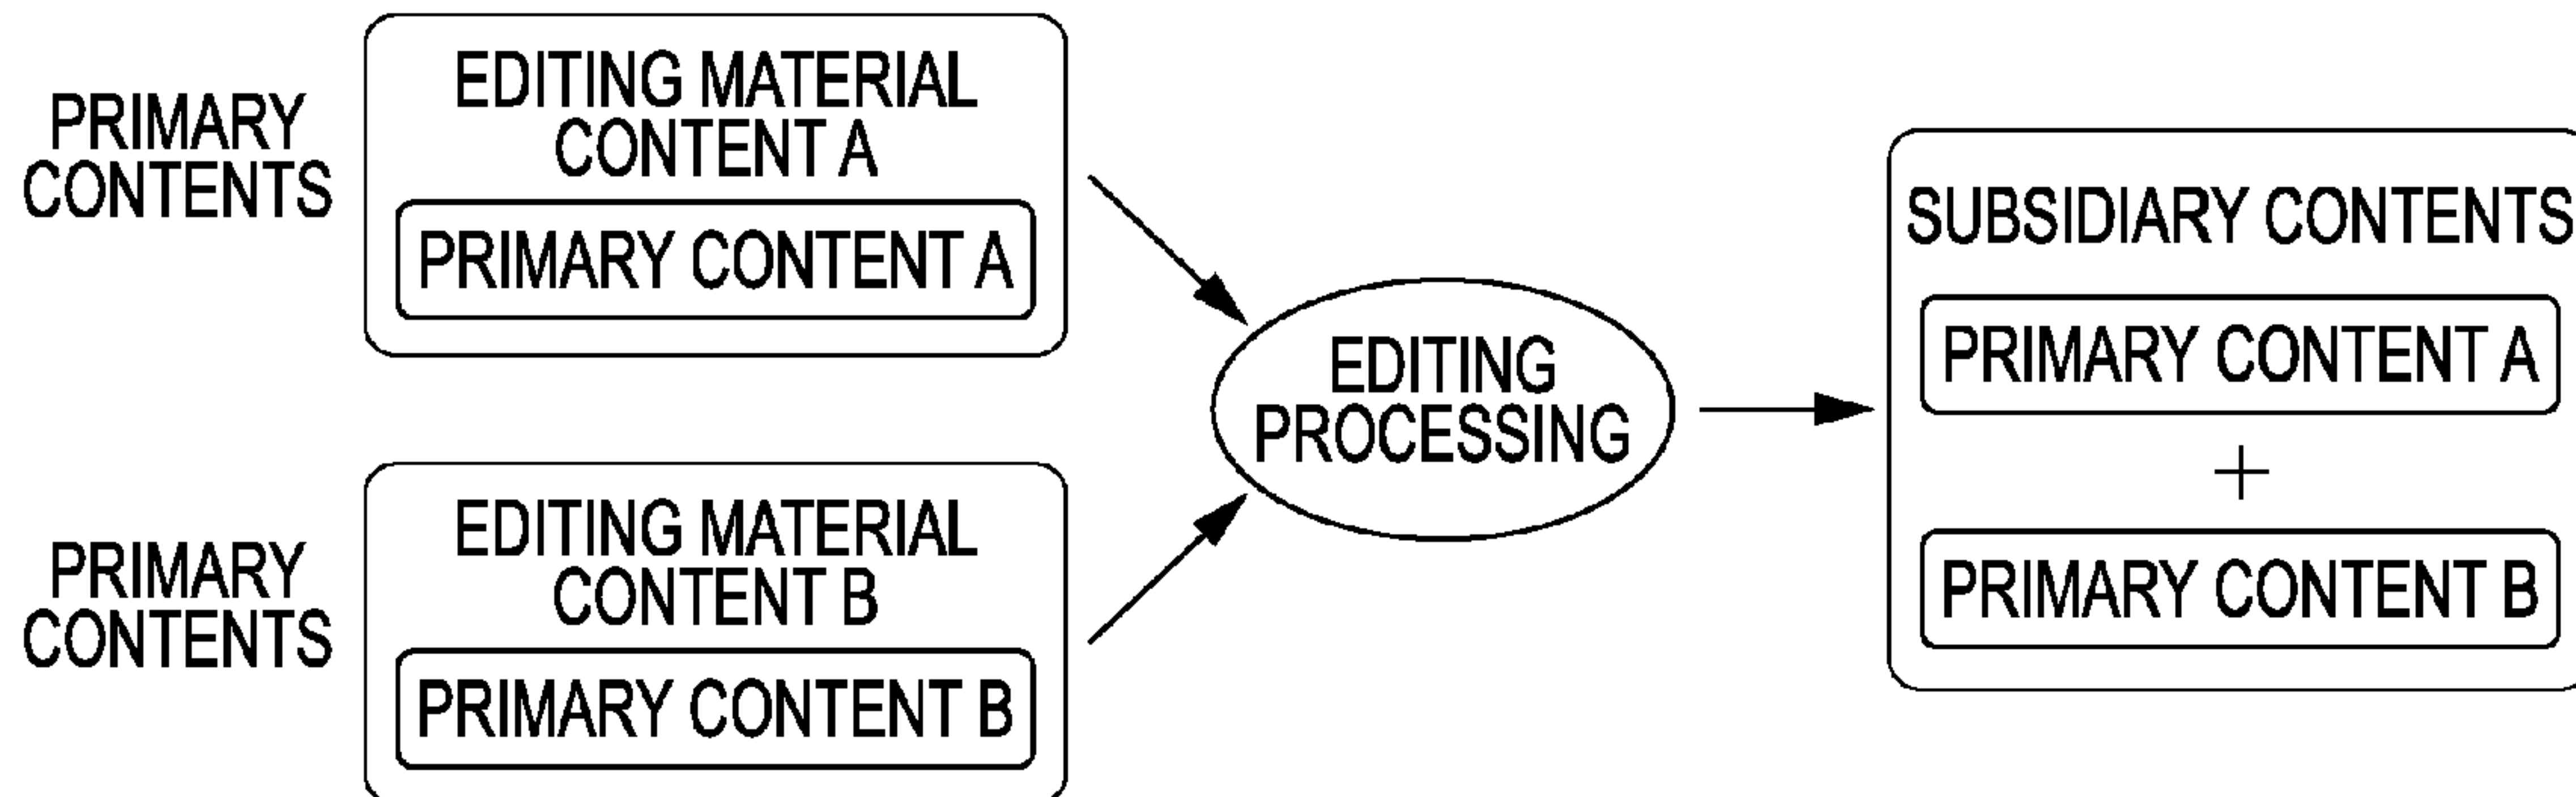 PRIMARY
CONTENTS
EDITING MATERIAL
CONTENT A
PRIMARY CONTENT A
PRIMARY
CONTENTS
EDITING MATERIAL
CONTENT B
PRIMARY CONTENT B
EDITING
PROCESSING
SUBSIDIARY CONTENTS
PRIMARY CONTENT A
+
PRIMARY CONTENT B